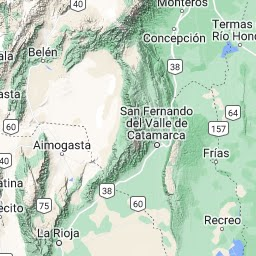 Monteros
Termas
Río Hond
Concepción
Belén
38
40
San Fernando
del Valle de
Catamarca
64
157
asta
60
Aimogasta
Frías
atina
38
60
écito
75
Recreo
La Rioja